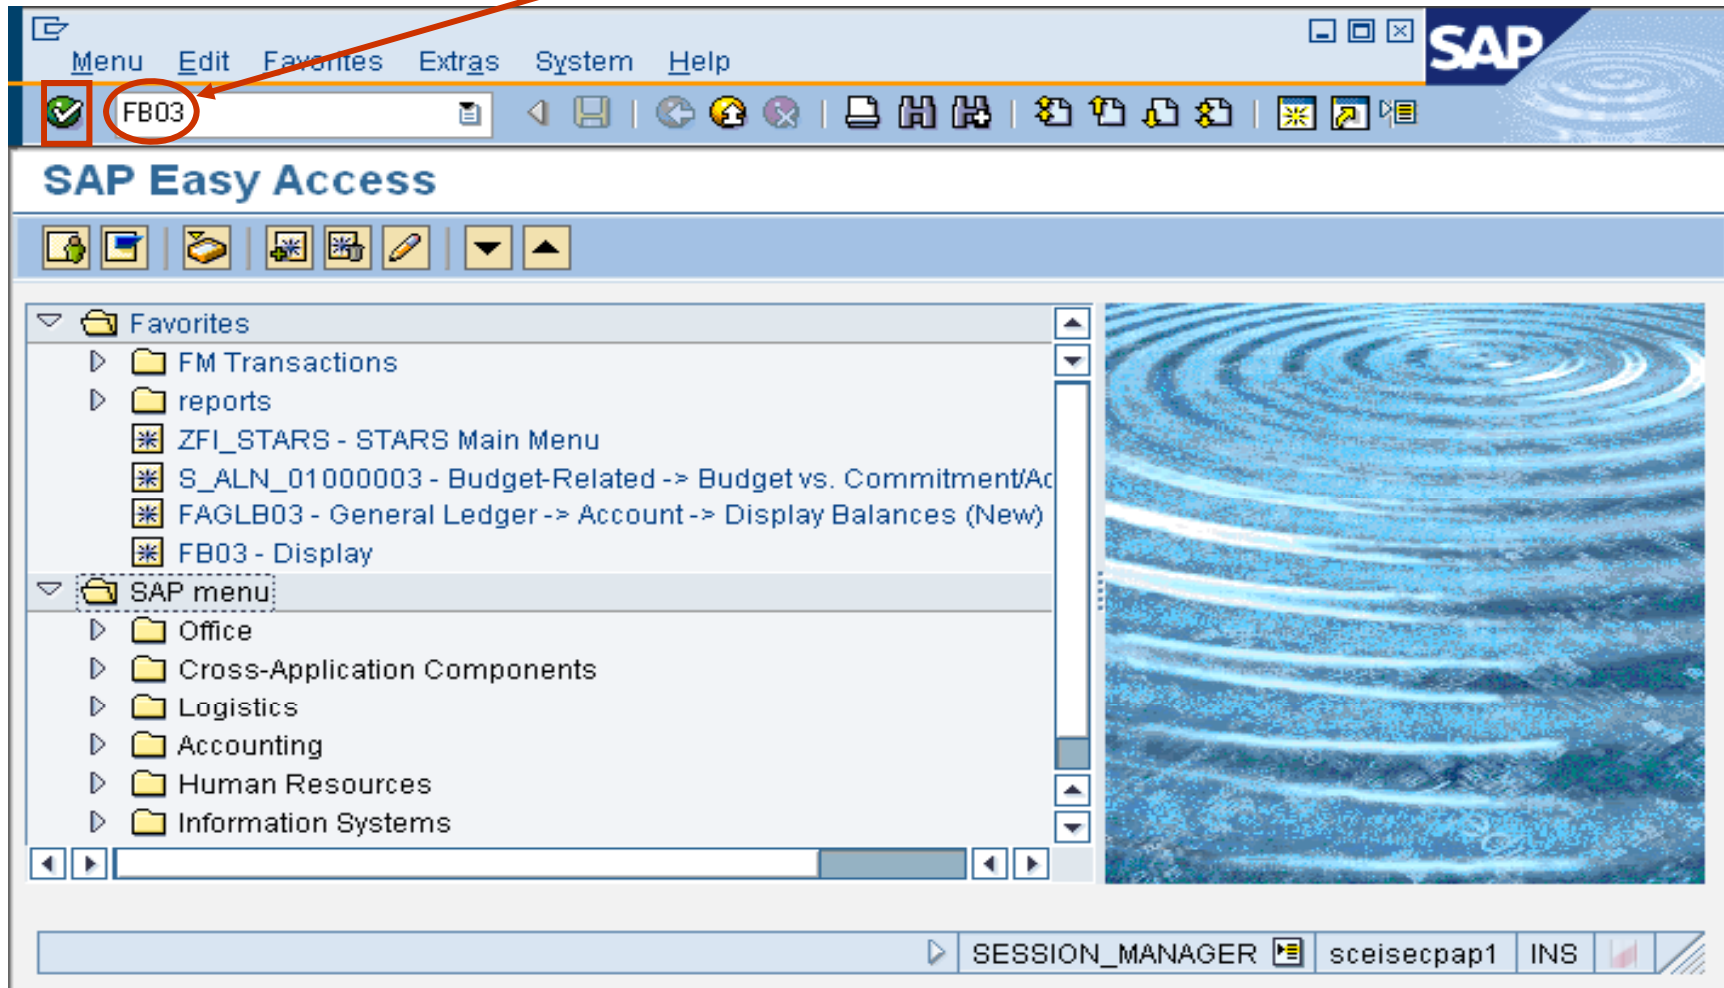 Menu Edit Favorites Extras System Help
SAP
FB03
SAP Easy Access
Favorites
FM Transactions
reports
ZFI_STARS - STARS Main Menu
S_ALN_01000003 - Budget-Related -> Budget vs. Commitment/Ac
FAGLB03 - General Ledger -> Account -> Display Balances (New)
FB03 - Display
SAP menu
Office
Cross-Application Components
Logistics
Accounting
Human Resources
Information Systems
SESSION_MANAGER sceisecpap1 INS